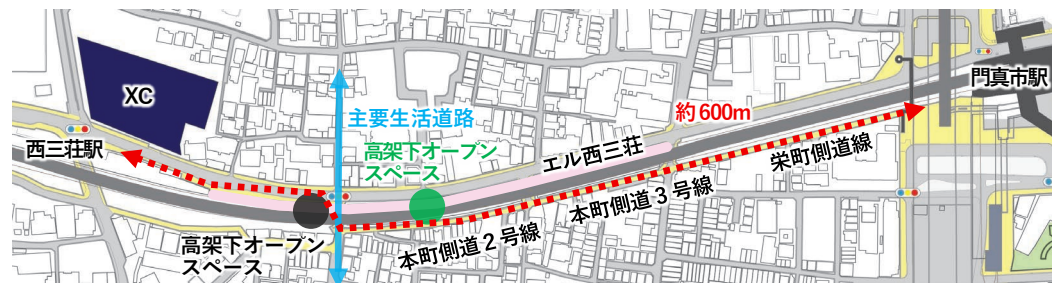 XC
西三荘駅
主要生活道路
高架下オープン
スペース
エル西三荘
約600m
門真市駅
栄町側道線
本町側道3号線
本町側道2号線
高架下オープン
スペース